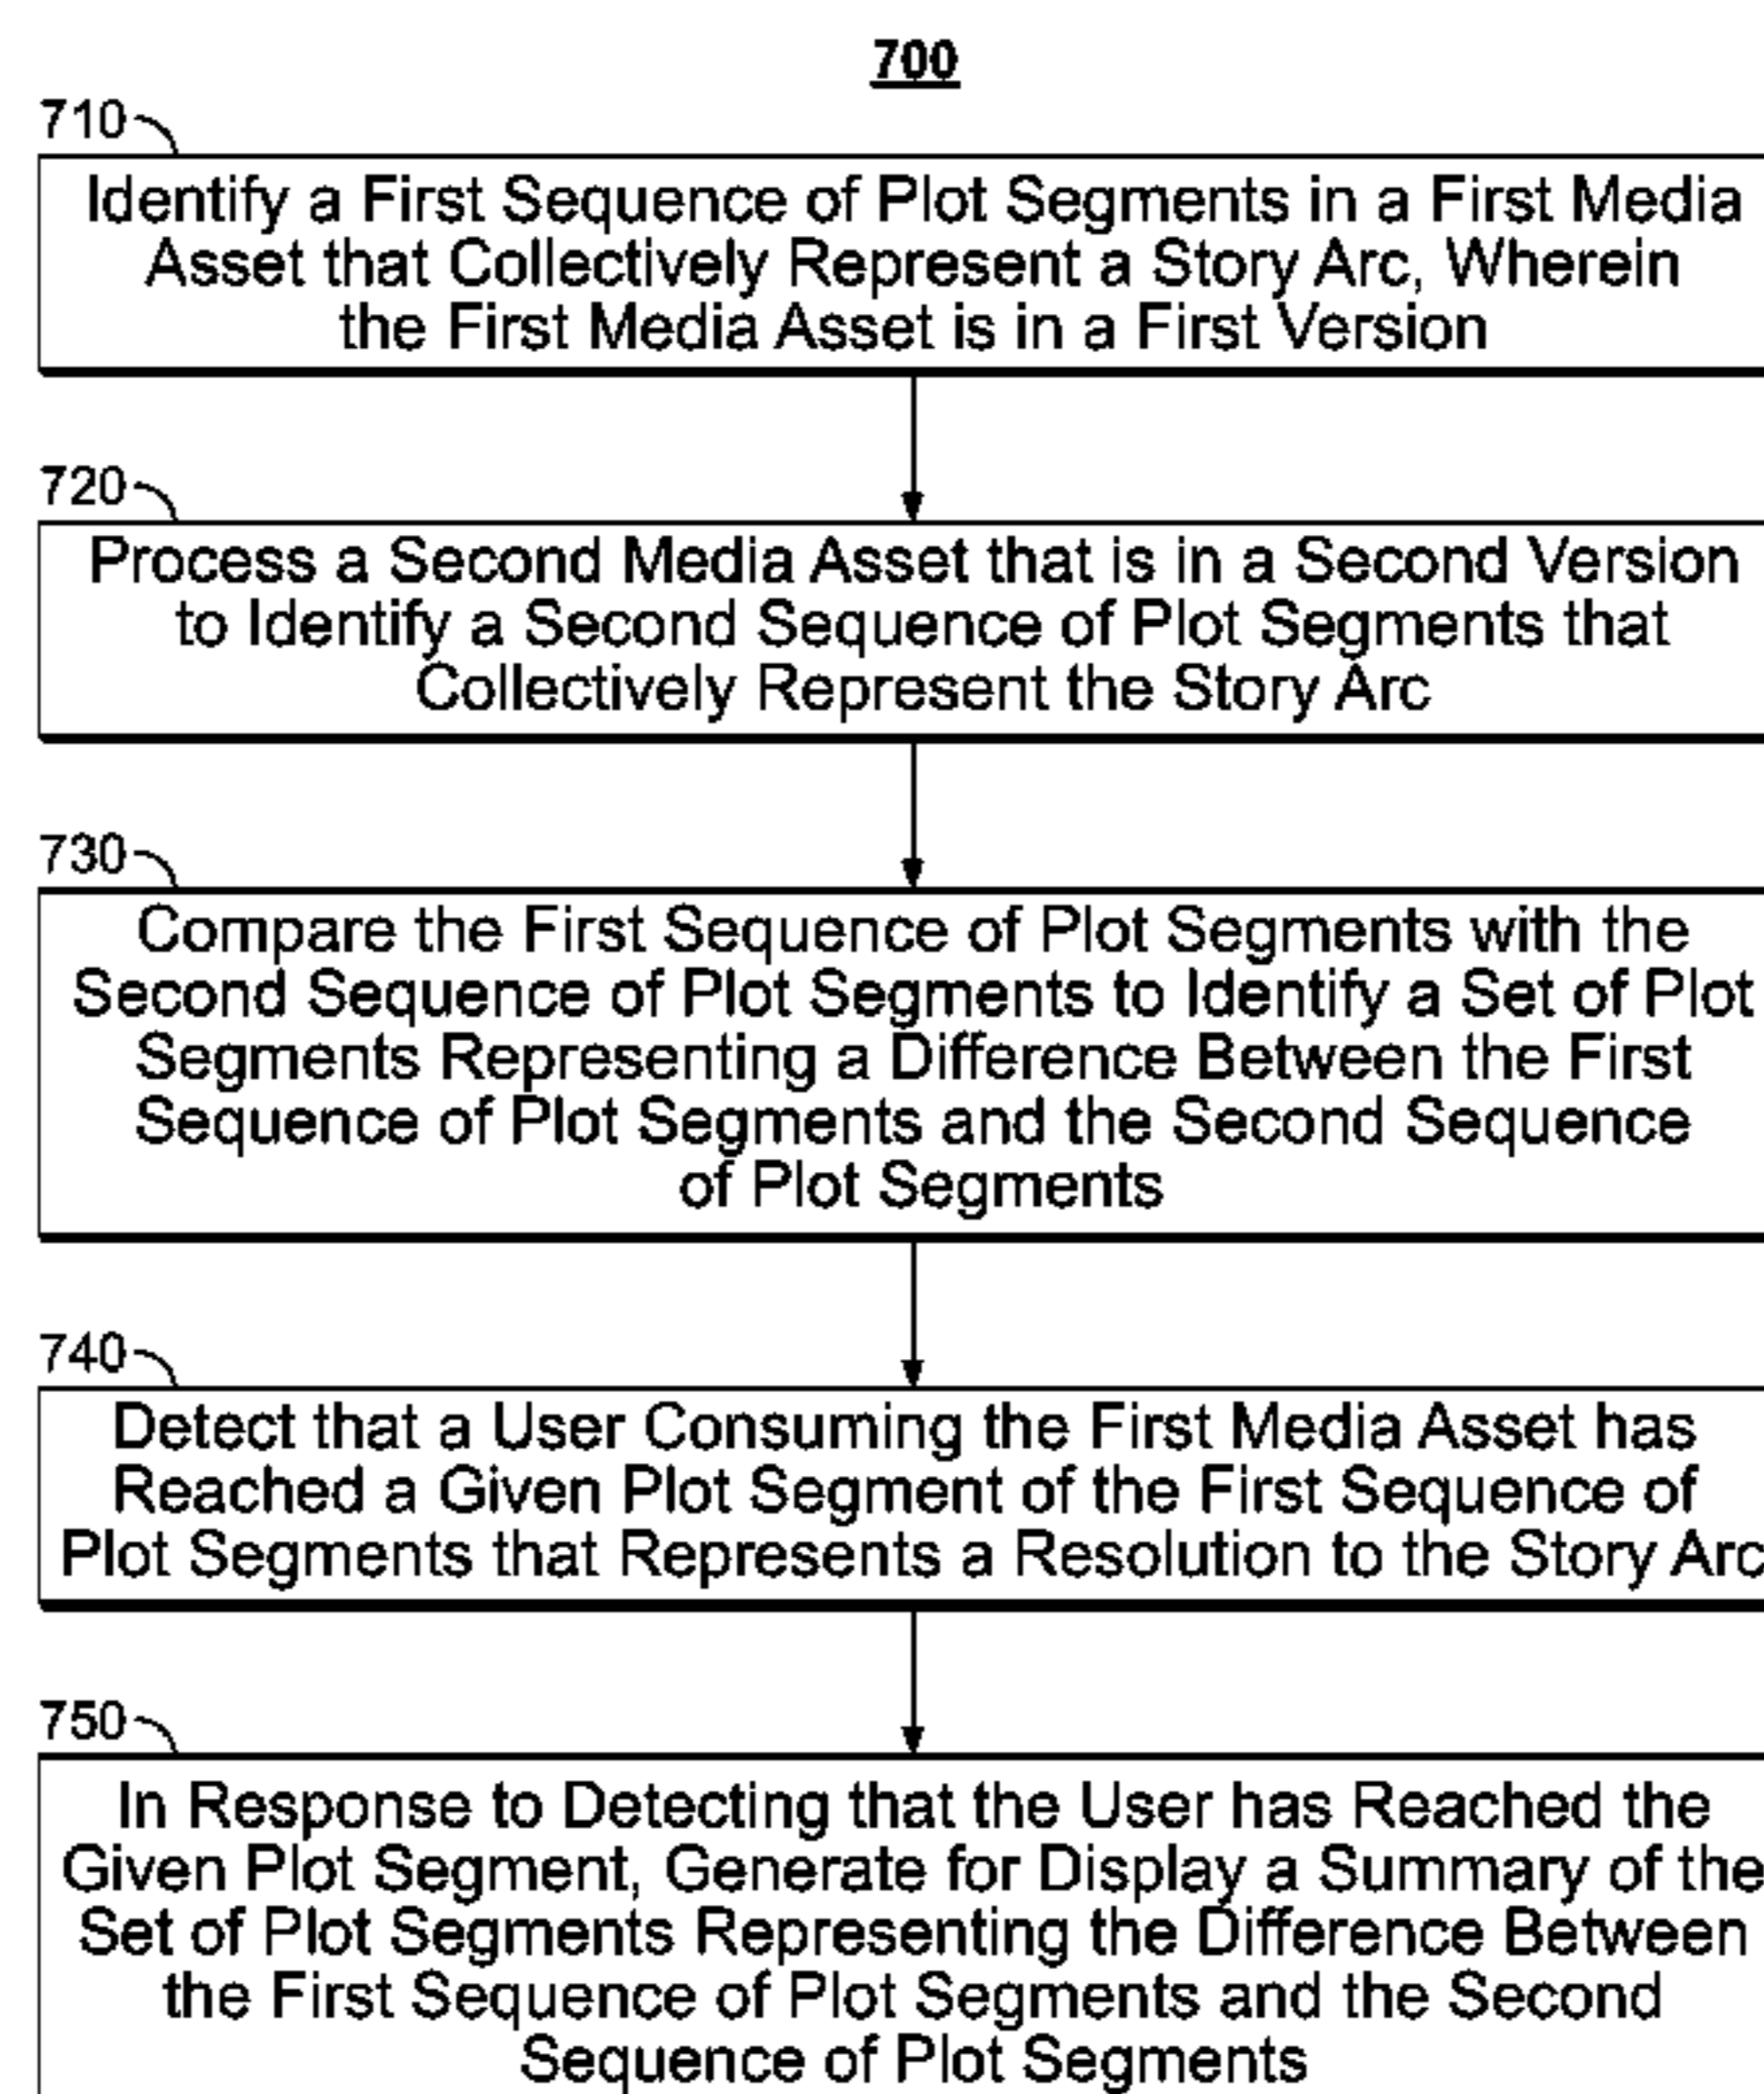 700
710
Identify a First Sequence of Plot Segments in a First Media
Asset that Collectively Represent a Story Arc, Wherein
the First Media Asset is in a First Version
720
Process a Second Media Asset that is in a Second Version
to Identify a Second Sequence of Plot Segments that
Collectively Represent the Story Arc
730
Compare the First Sequence of Plot Segments with the
Second Sequence of Plot Segments to Identify a Set of Plot
Segments Representing a Difference Between the First
Sequence of Plot Segments and the Second Sequence
of Plot Segments
740
Detect that a User Consuming the First Media Asset has
Reached a Given Plot Segment of the First Sequence of
Plot Segments that Represents a Resolution to the Story Arc
750
In Response to Detecting that the User has Reached the
Given Plot Segment, Generate for Display a Summary of the
Set of Plot Segments Representing the Difference Between
the First Sequence of Plot Segments and the Second
Sequence of Plot Segments